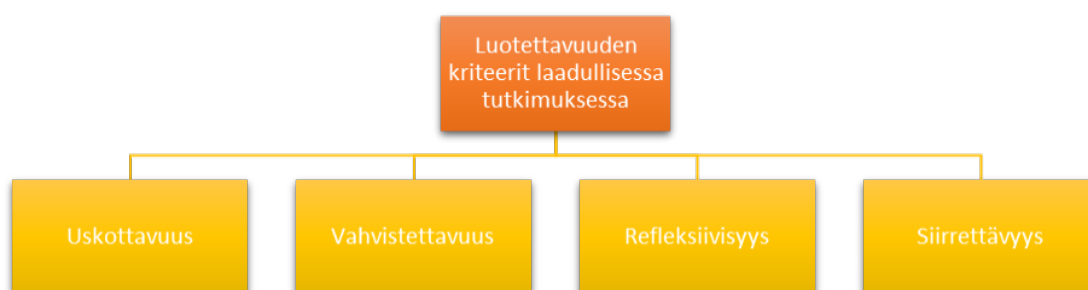 Luotettavuuden
kriteerit laadullisessa
tutkimuksessa
Uskottavuus
Vahvistettavuus
Refleksiivisyys
Siirrettävyys